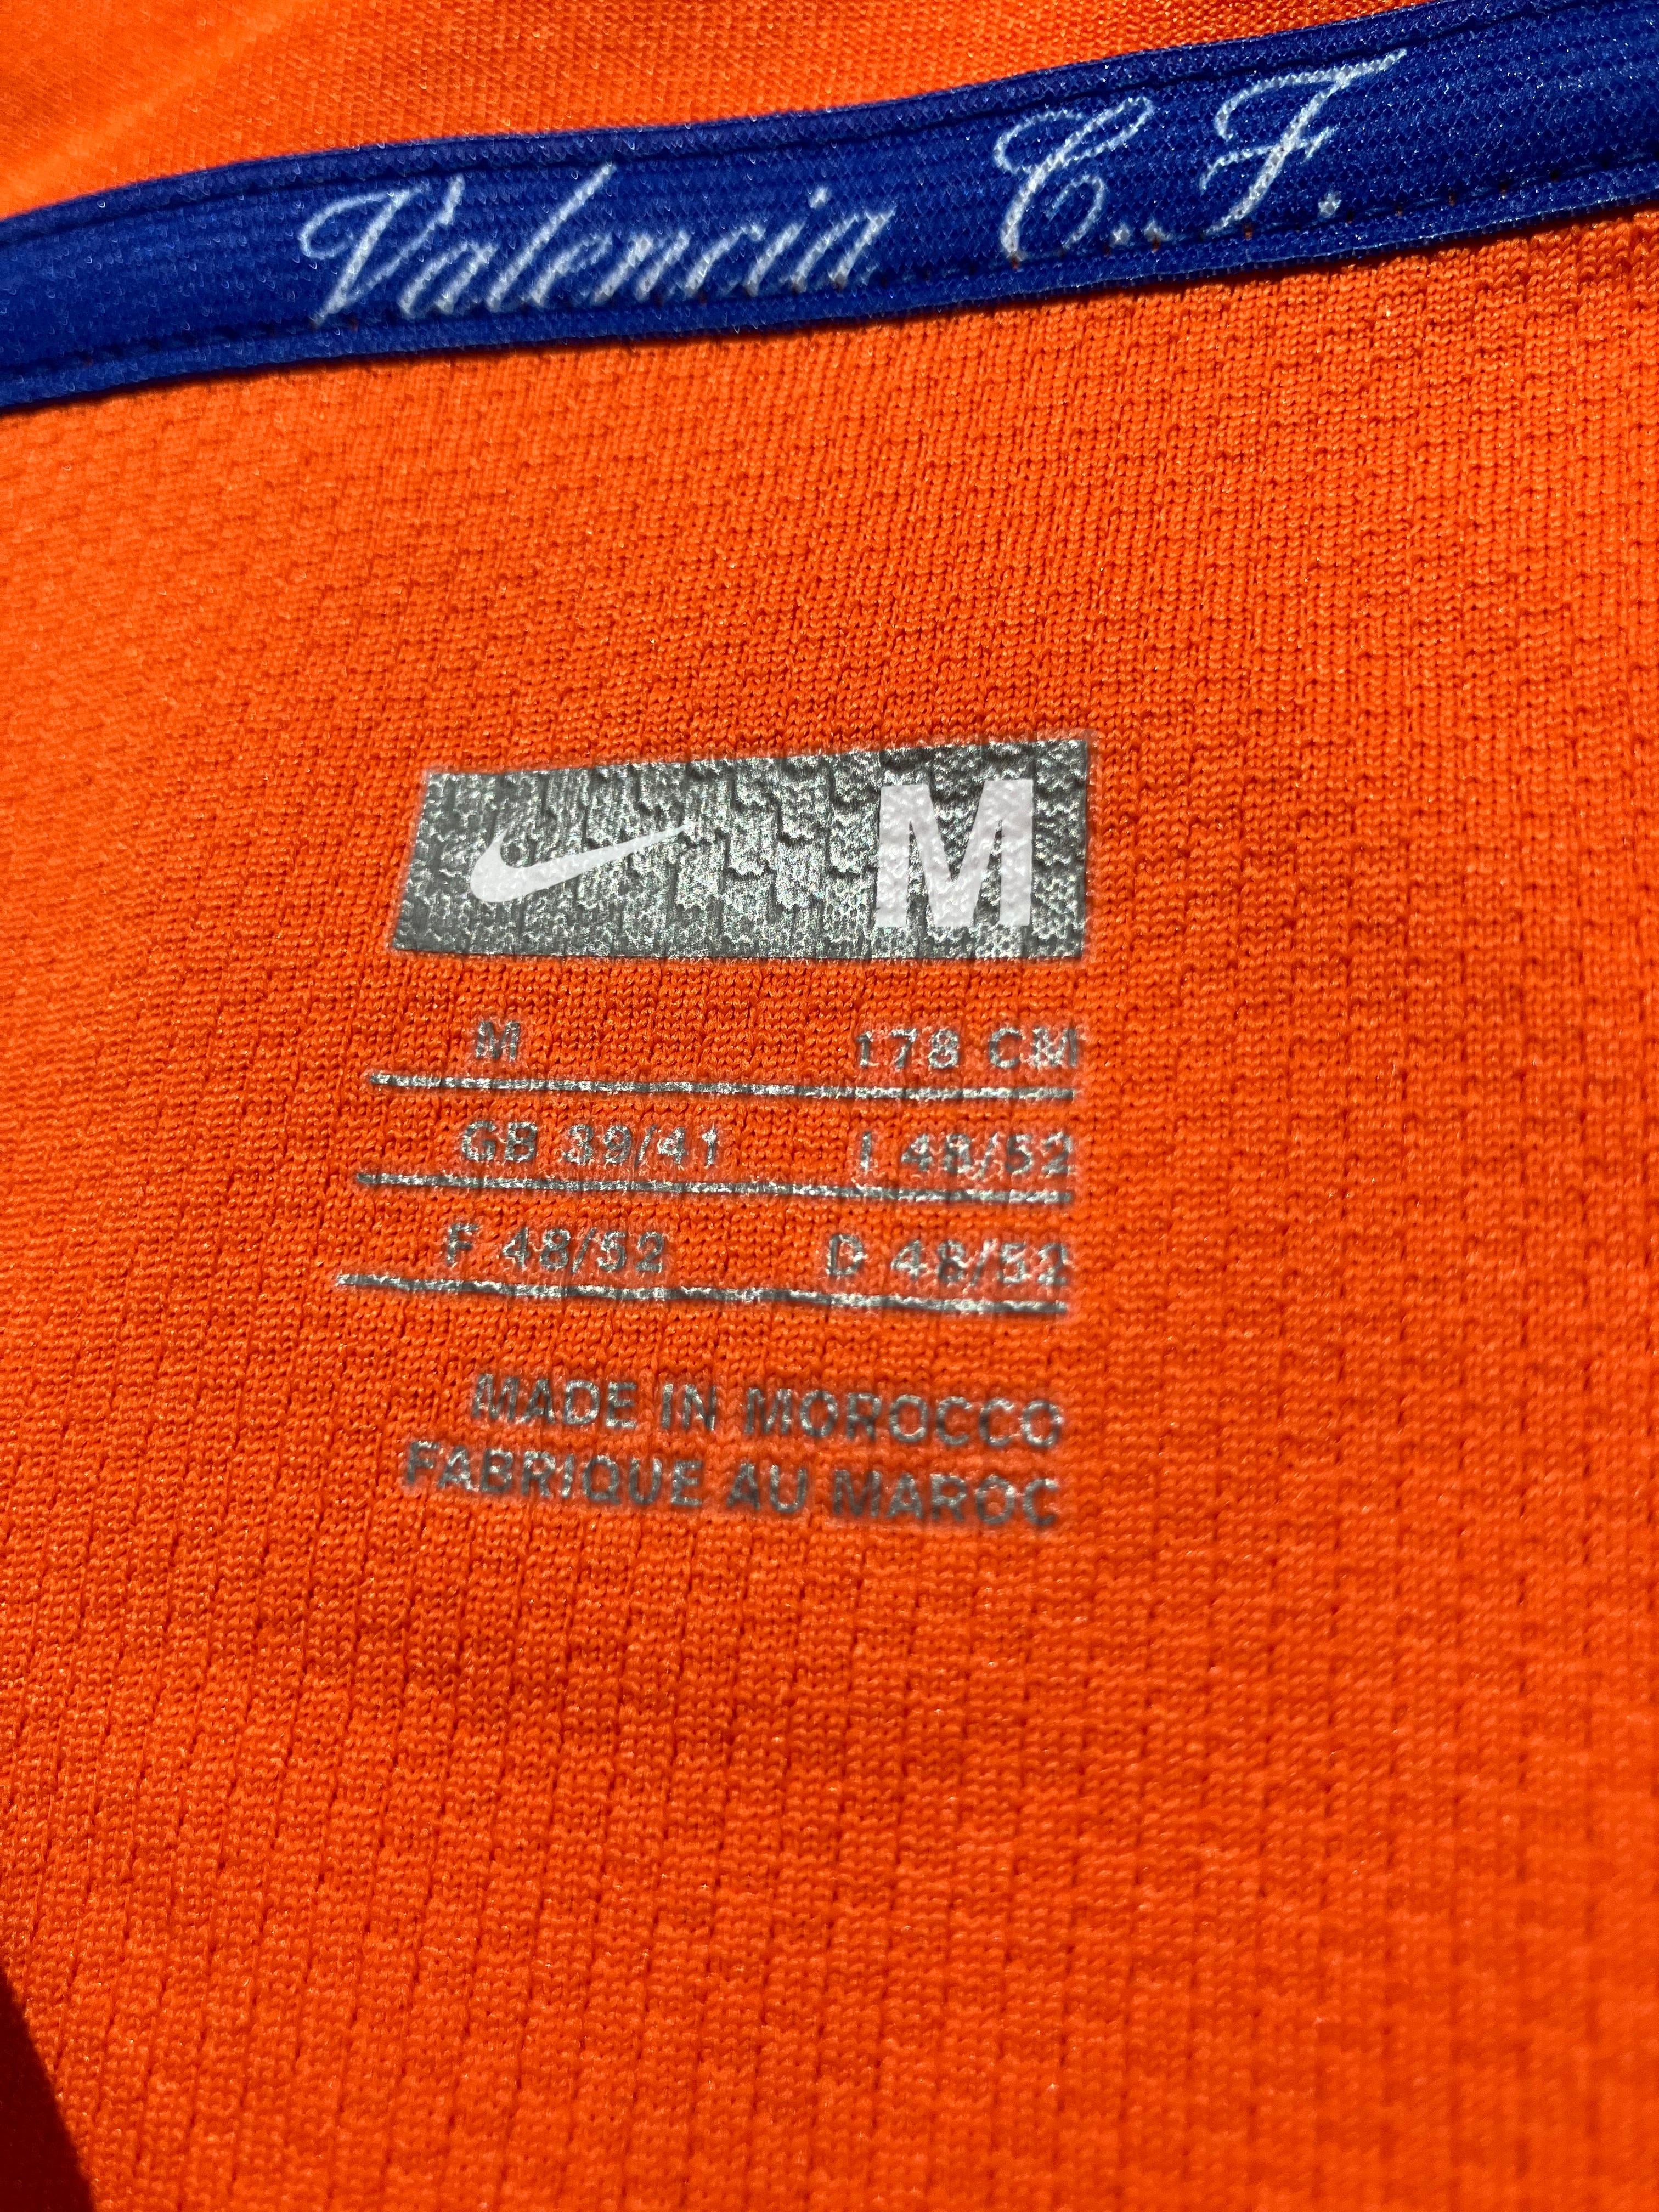 Valencia C.F.
M
M 178 CM
GB 39/41 I 48/52
F 48/52 D 48/52
MADE IN MOROCCO
FABRIQUE AU MAROC